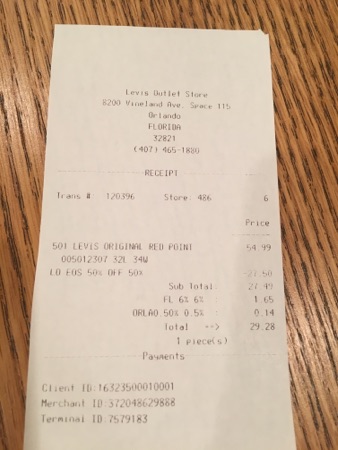 Levis Outlet Store
8200 Vineland Ave. Space 115
Orlando
FLORIDA
32821
(407) 465-1880
RECEIPT
Trans # 120396 Store: 486 6
Price
501 LEVIS ORIGINAL RED POINT 54.99
005012307 32L 34W
LO EOS 50% OFF 50% -27.50
Sub Total: 27.49
FL 6% 6% : 1.65
ORLAO.50% 0.5% : 0.14
Total --> 29.28
1 piece(s)
Payments
Client ID:16323500010001
Merchant ID:372048629888
Terminal ID:7579183